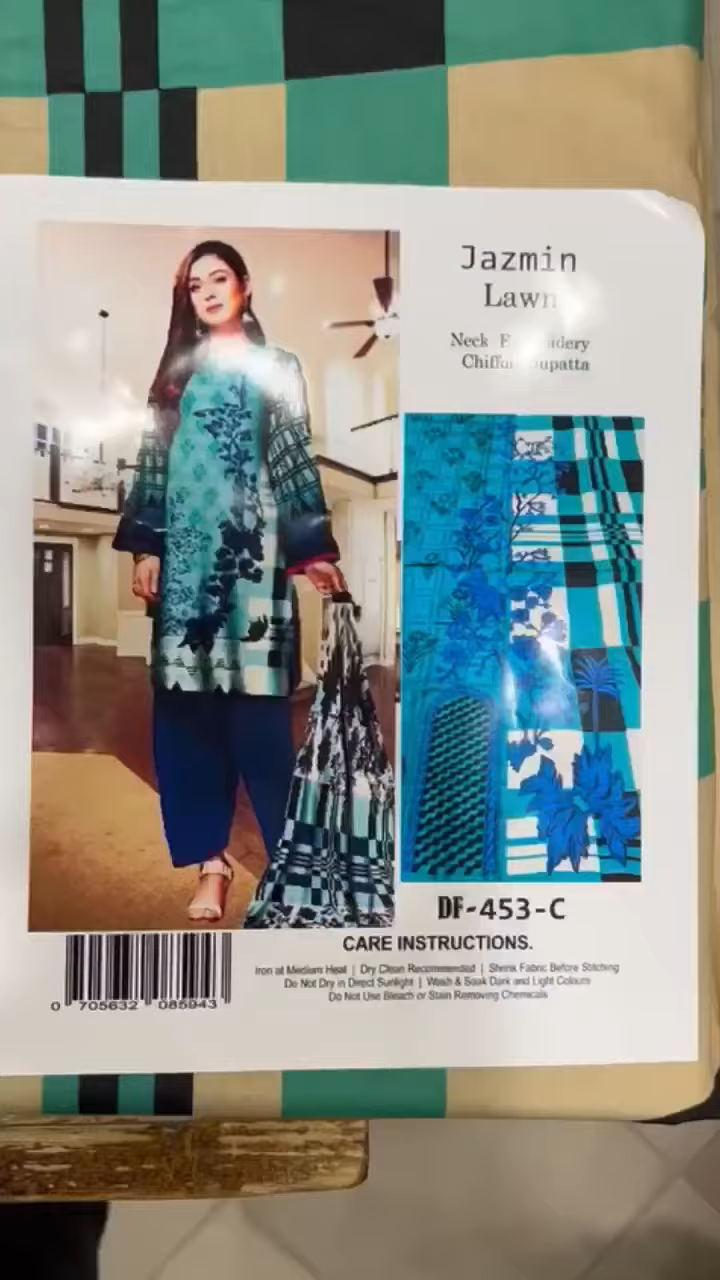 Jazmin
Lawn
Neck
Chiffon
DF-453-C
CARE INSTRUCTIONS.
Iron at Medium Heat | Dry Clean Recommended | Shrink Fabric Before Stitching
Do Not Dry in Direct Sunlight | Wash & Soak Dark and Light Colours
Do Not Use Bleach or Stain Removing Chemicals
0 705632 085943